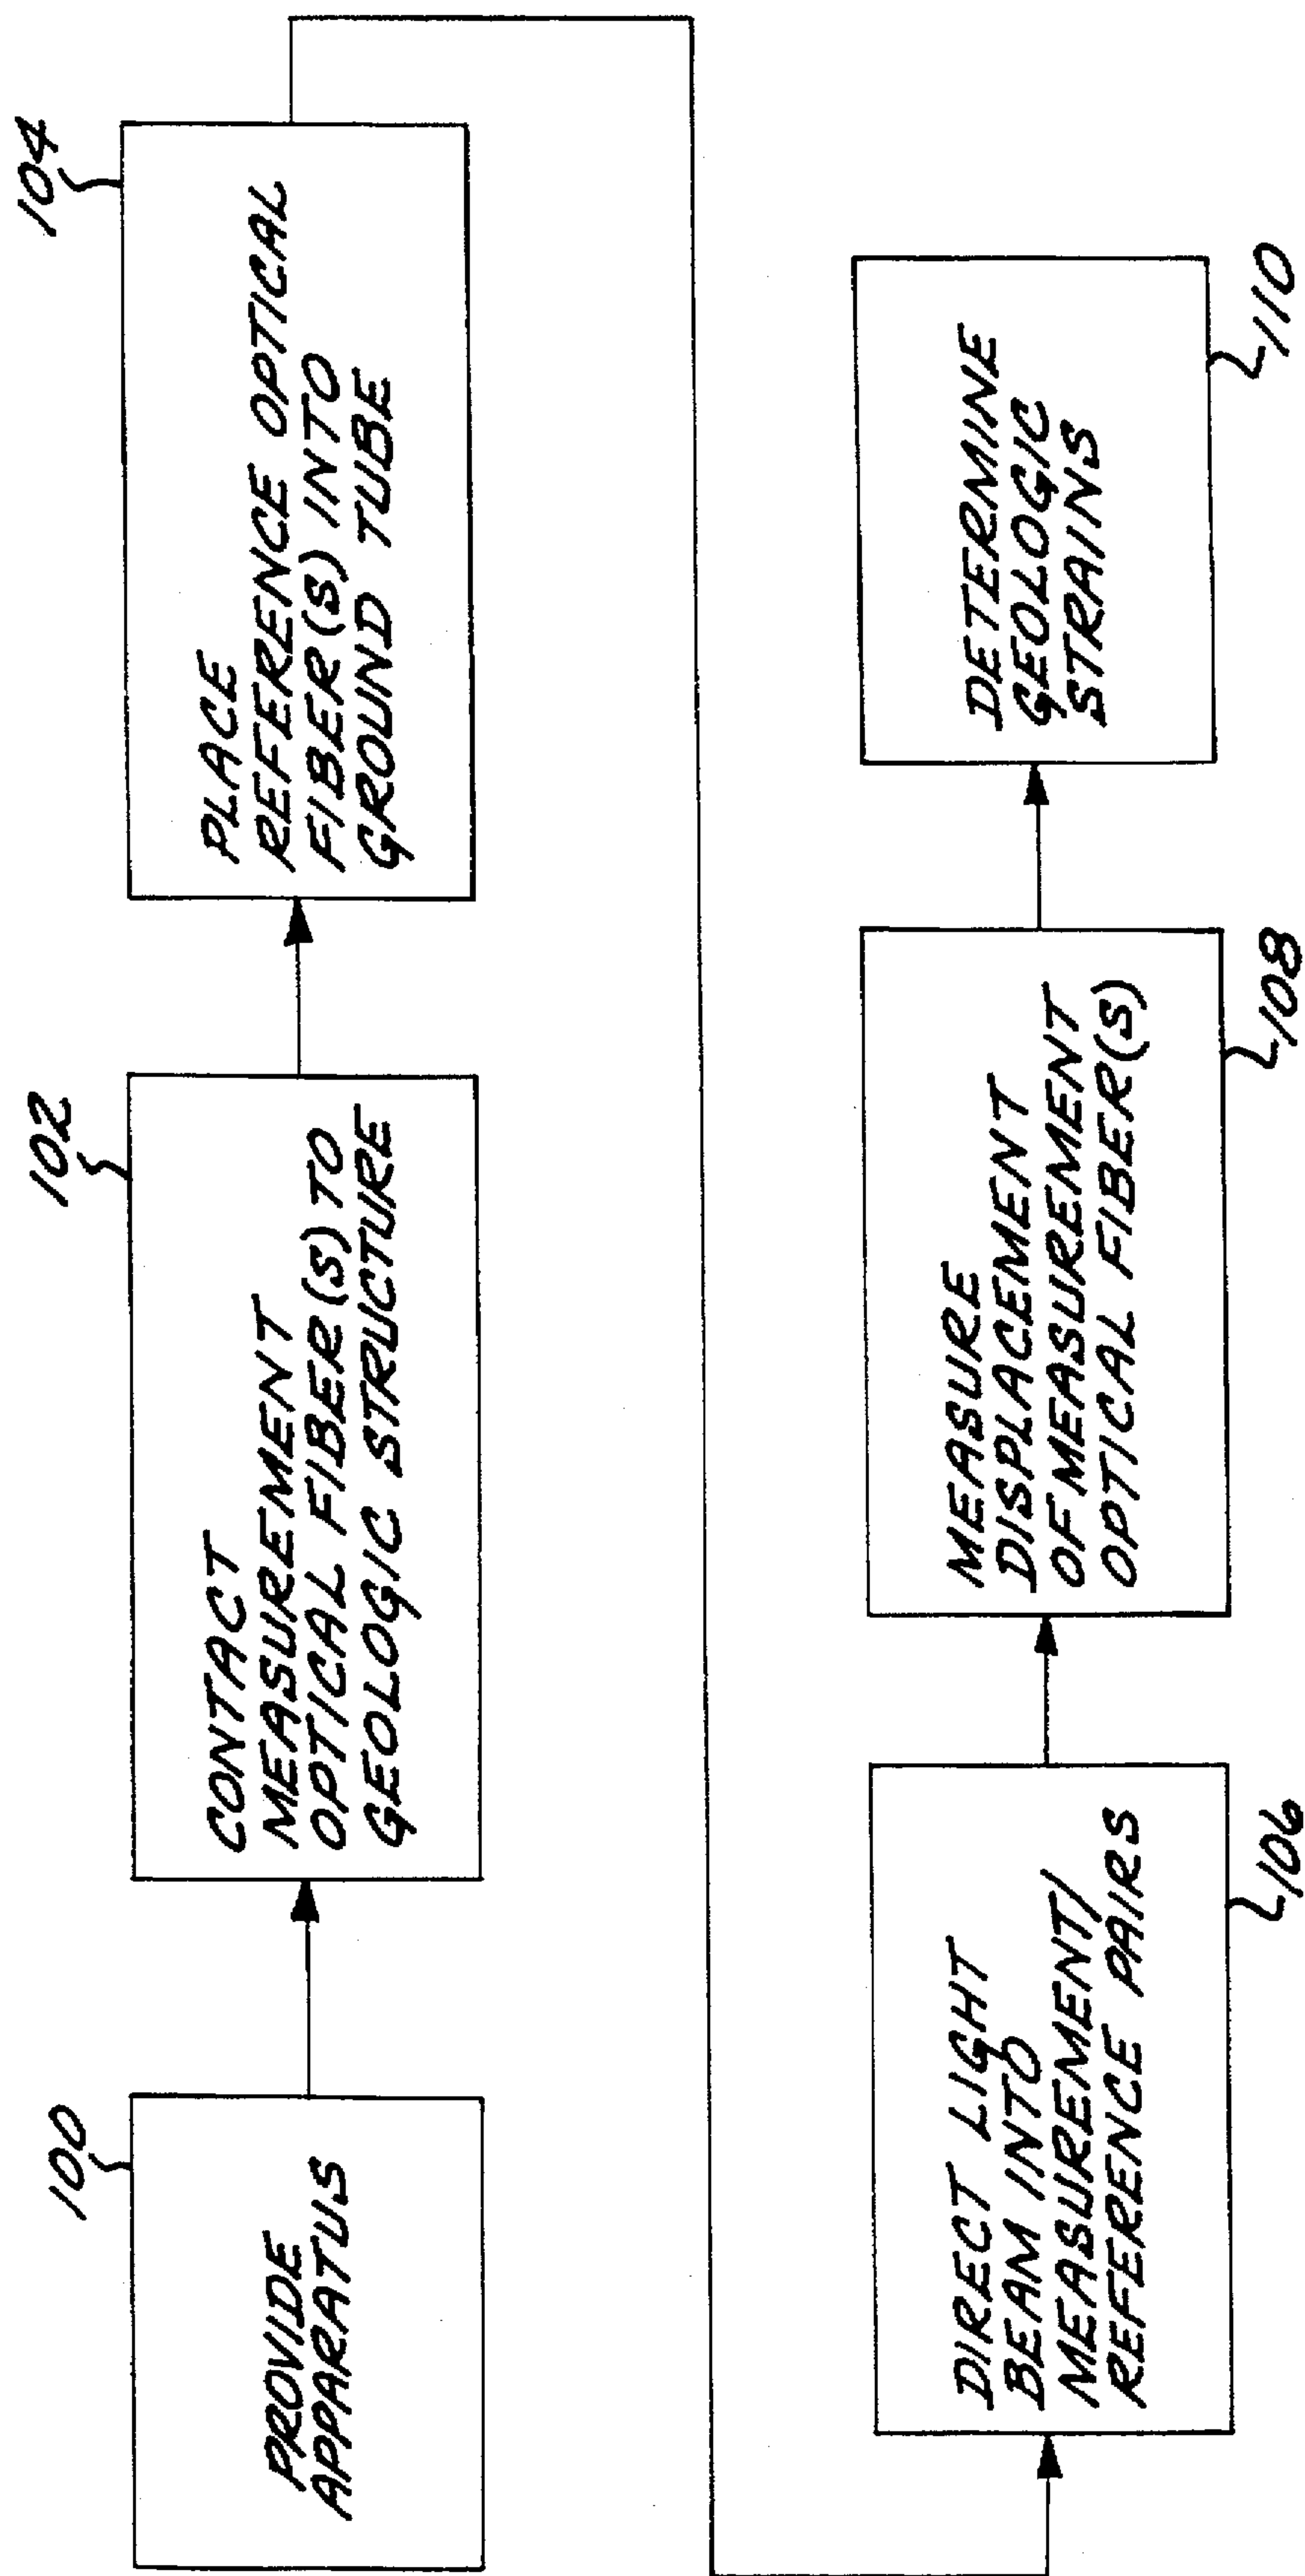 100
PROVIDE
APPARATUS
102
CONTACT
MEASUREMENT
OPTICAL FIBER(S) TO
GEOLOGIC STRUCTURE
104
PLACE
REFERENCE OPTICAL
FIBER(S) INTO
GROUND TUBE
DIRECT LIGHT
BEAM INTO
MEASUREMENT/
REFERENCE PAIRS
106
MEASURE
DISPLACEMENT
OF MEASUREMENT
OPTICAL FIBER(S)
108
DETERMINE
GEOLOGIC
STRAINS
110